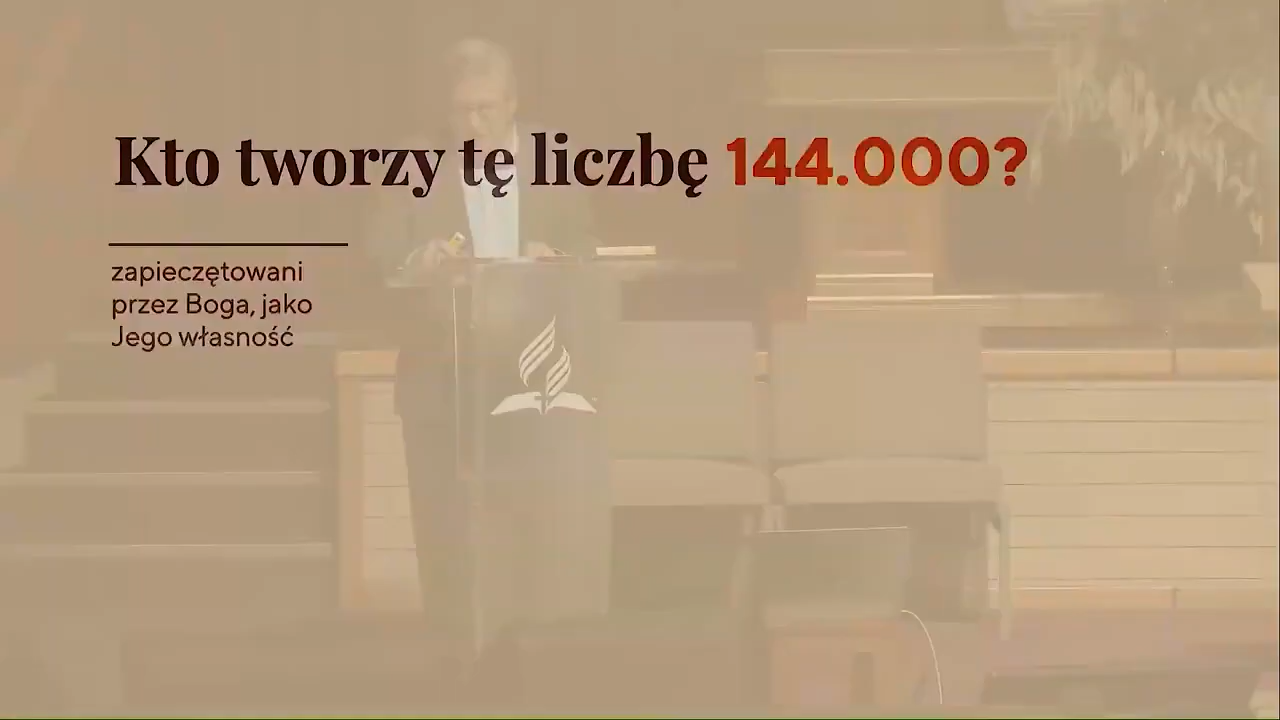 Kto tworzy tę liczbę 144.000?
zapieczętowani
przez Boga, jako
Jego własność